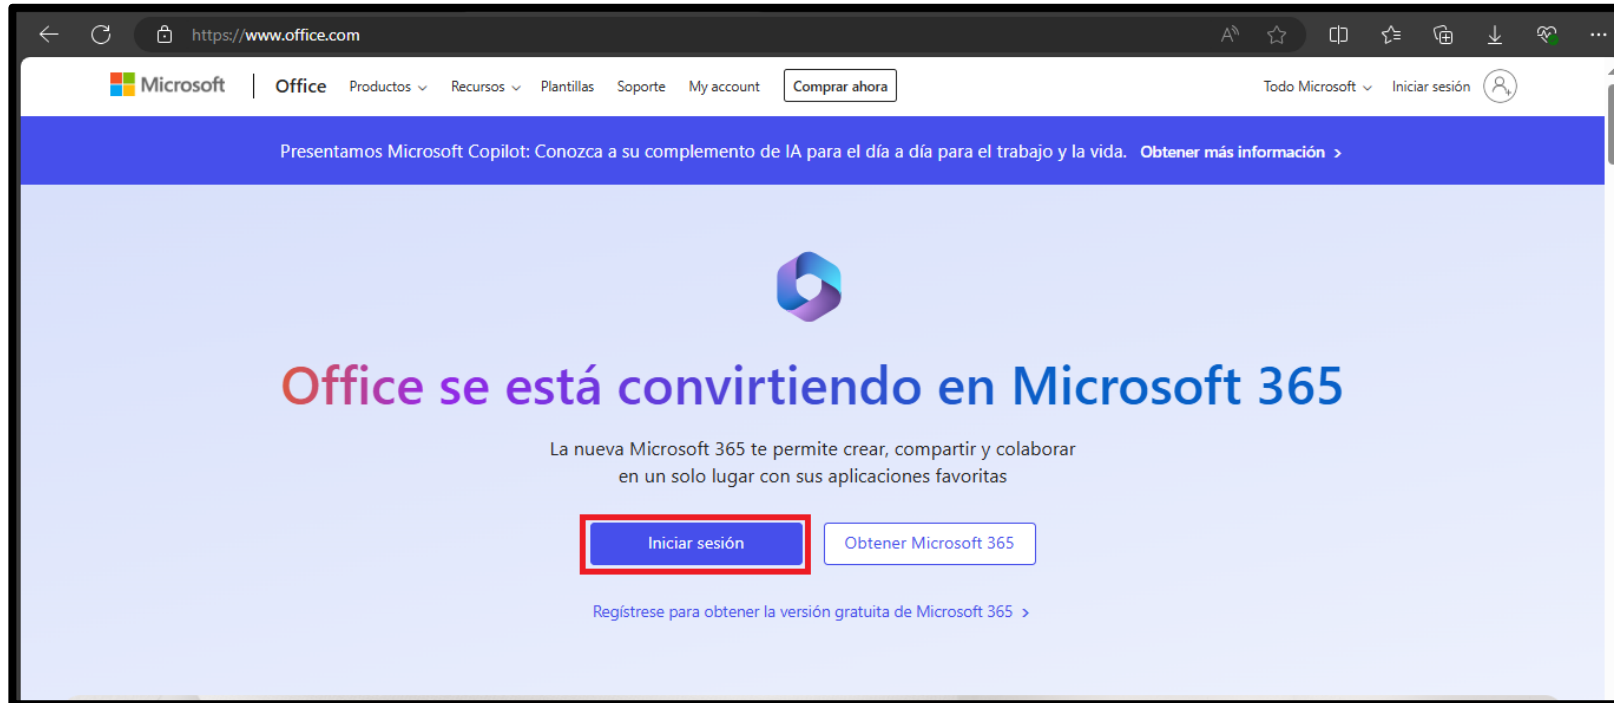 https://www.office.com
Microsoft Office Productos Recursos Plantillas Soporte My account Comprar ahora Todo Microsoft Iniciar sesión
Presentamos Microsoft Copilot: Conozca a su complemento de IA para el día a día para el trabajo y la vida. Obtener más información >
Office se está convirtiendo en Microsoft 365
La nueva Microsoft 365 te permite crear, compartir y colaborar
en un solo lugar con sus aplicaciones favoritas
Iniciar sesión Obtener Microsoft 365
Regístrese para obtener la versión gratuita de Microsoft 365 >